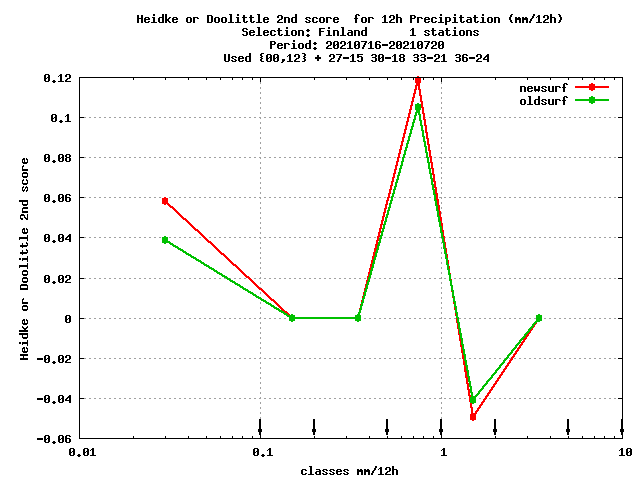 Heidke or Doolittle 2nd score  for 12h Precipitation (mm/12h)
Selection: Finland      1 stations
Period: 20210716-20210720
Used {00,12} + 27-15 30-18 33-21 36-24
newsurf
oldsurf
0.12
0.1
0.08
0.06
0.04
0.02
0
-0.02
-0.04
-0.06
Heidke or Doolittle 2nd score
0.01
0.1
1
10
classes mm/12h